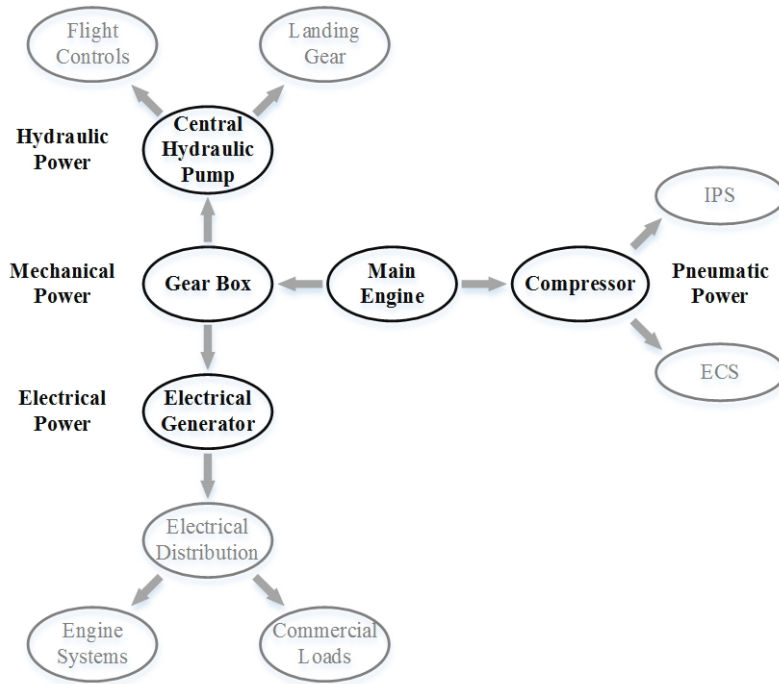 Flight
Controls
Landing
Gear
Hydraulic
Power
Central
Hydraulic
Pump
IPS
Mechanical
Power
Gear Box
Main
Engine
Compressor
Pneumatic
Power
ECS
Electrical
Power
Electrical
Generator
Electrical
Distribution
Engine
Systems
Commercial
Loads